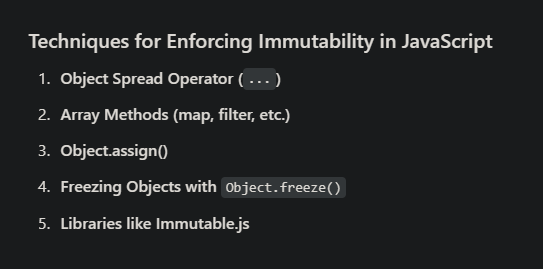 Techniques for Enforcing Immutability in JavaScript
1. Object Spread Operator (...)
2. Array Methods (map, filter, etc.)
3. Object.assign()
4. Freezing Objects with Object.freeze()
5. Libraries like Immutable.js